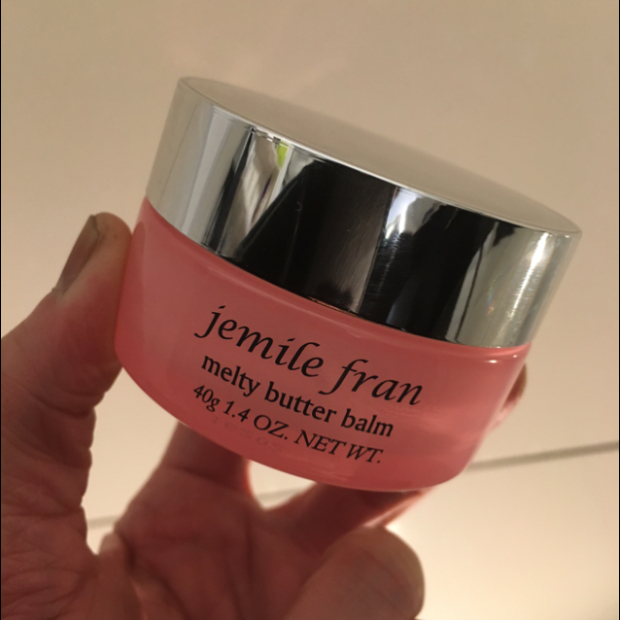 jemile fran
melty butter balm
40g 1.4 OZ. NET WT.